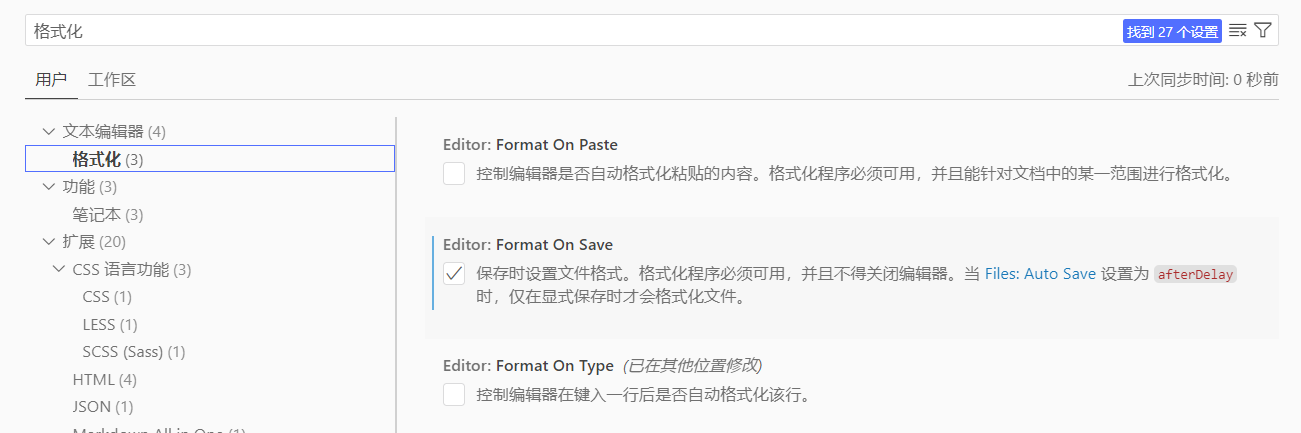 格式化
找到 27 个设置
用户 工作区
上次同步时间: 0 秒前
文本编辑器 (4)
格式化 (3)
功能 (3)
笔记本 (3)
扩展 (20)
CSS 语言功能 (3)
CSS (1)
LESS (1)
SCSS (Sass) (1)
HTML (4)
JSON (1)
Markdown All in One (1)
Editor: Format On Paste
控制编辑器是否自动格式化粘贴的内容。格式化程序必须可用，并且能针对文档中的某一范围进行格式化。
Editor: Format On Save
保存时设置文件格式。格式化程序必须可用，并且不得关闭编辑器。当 Files: Auto Save 设置为 afterDelay
时，仅在显式保存时才会格式化文件。
Editor: Format On Type (已在其他位置修改)
控制编辑器在键入一行后是否自动格式化该行。